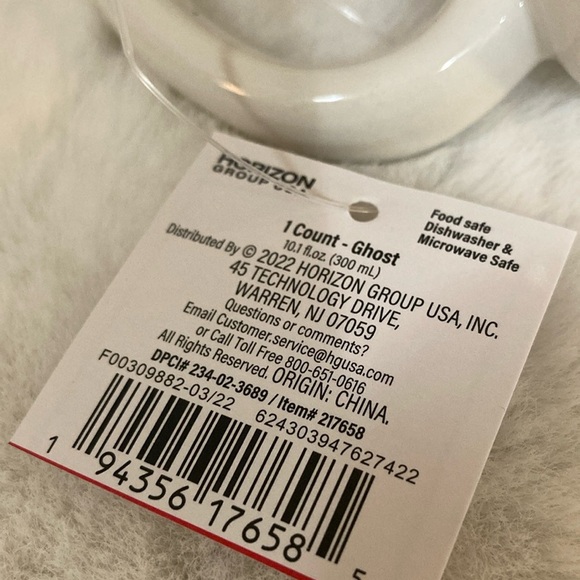 HORIZON
GROUP USA
Food safe
Dishwasher &
Microwave Safe
1 Count - Ghost
10.1 fl.oz. (300 mL)
Distributed By © 2022 HORIZON GROUP USA, INC.
45 TECHNOLOGY DRIVE,
WARREN, NJ 07059
Questions or comments?
Email Customer.service@hgusa.com
or Call Toll Free 800-651-0616
All Rights Reserved. ORIGIN: CHINA.
DPCI# 234-02-3689 / Item# 217658
F00309882-03/22 624303947627422
1 94356 17658 5